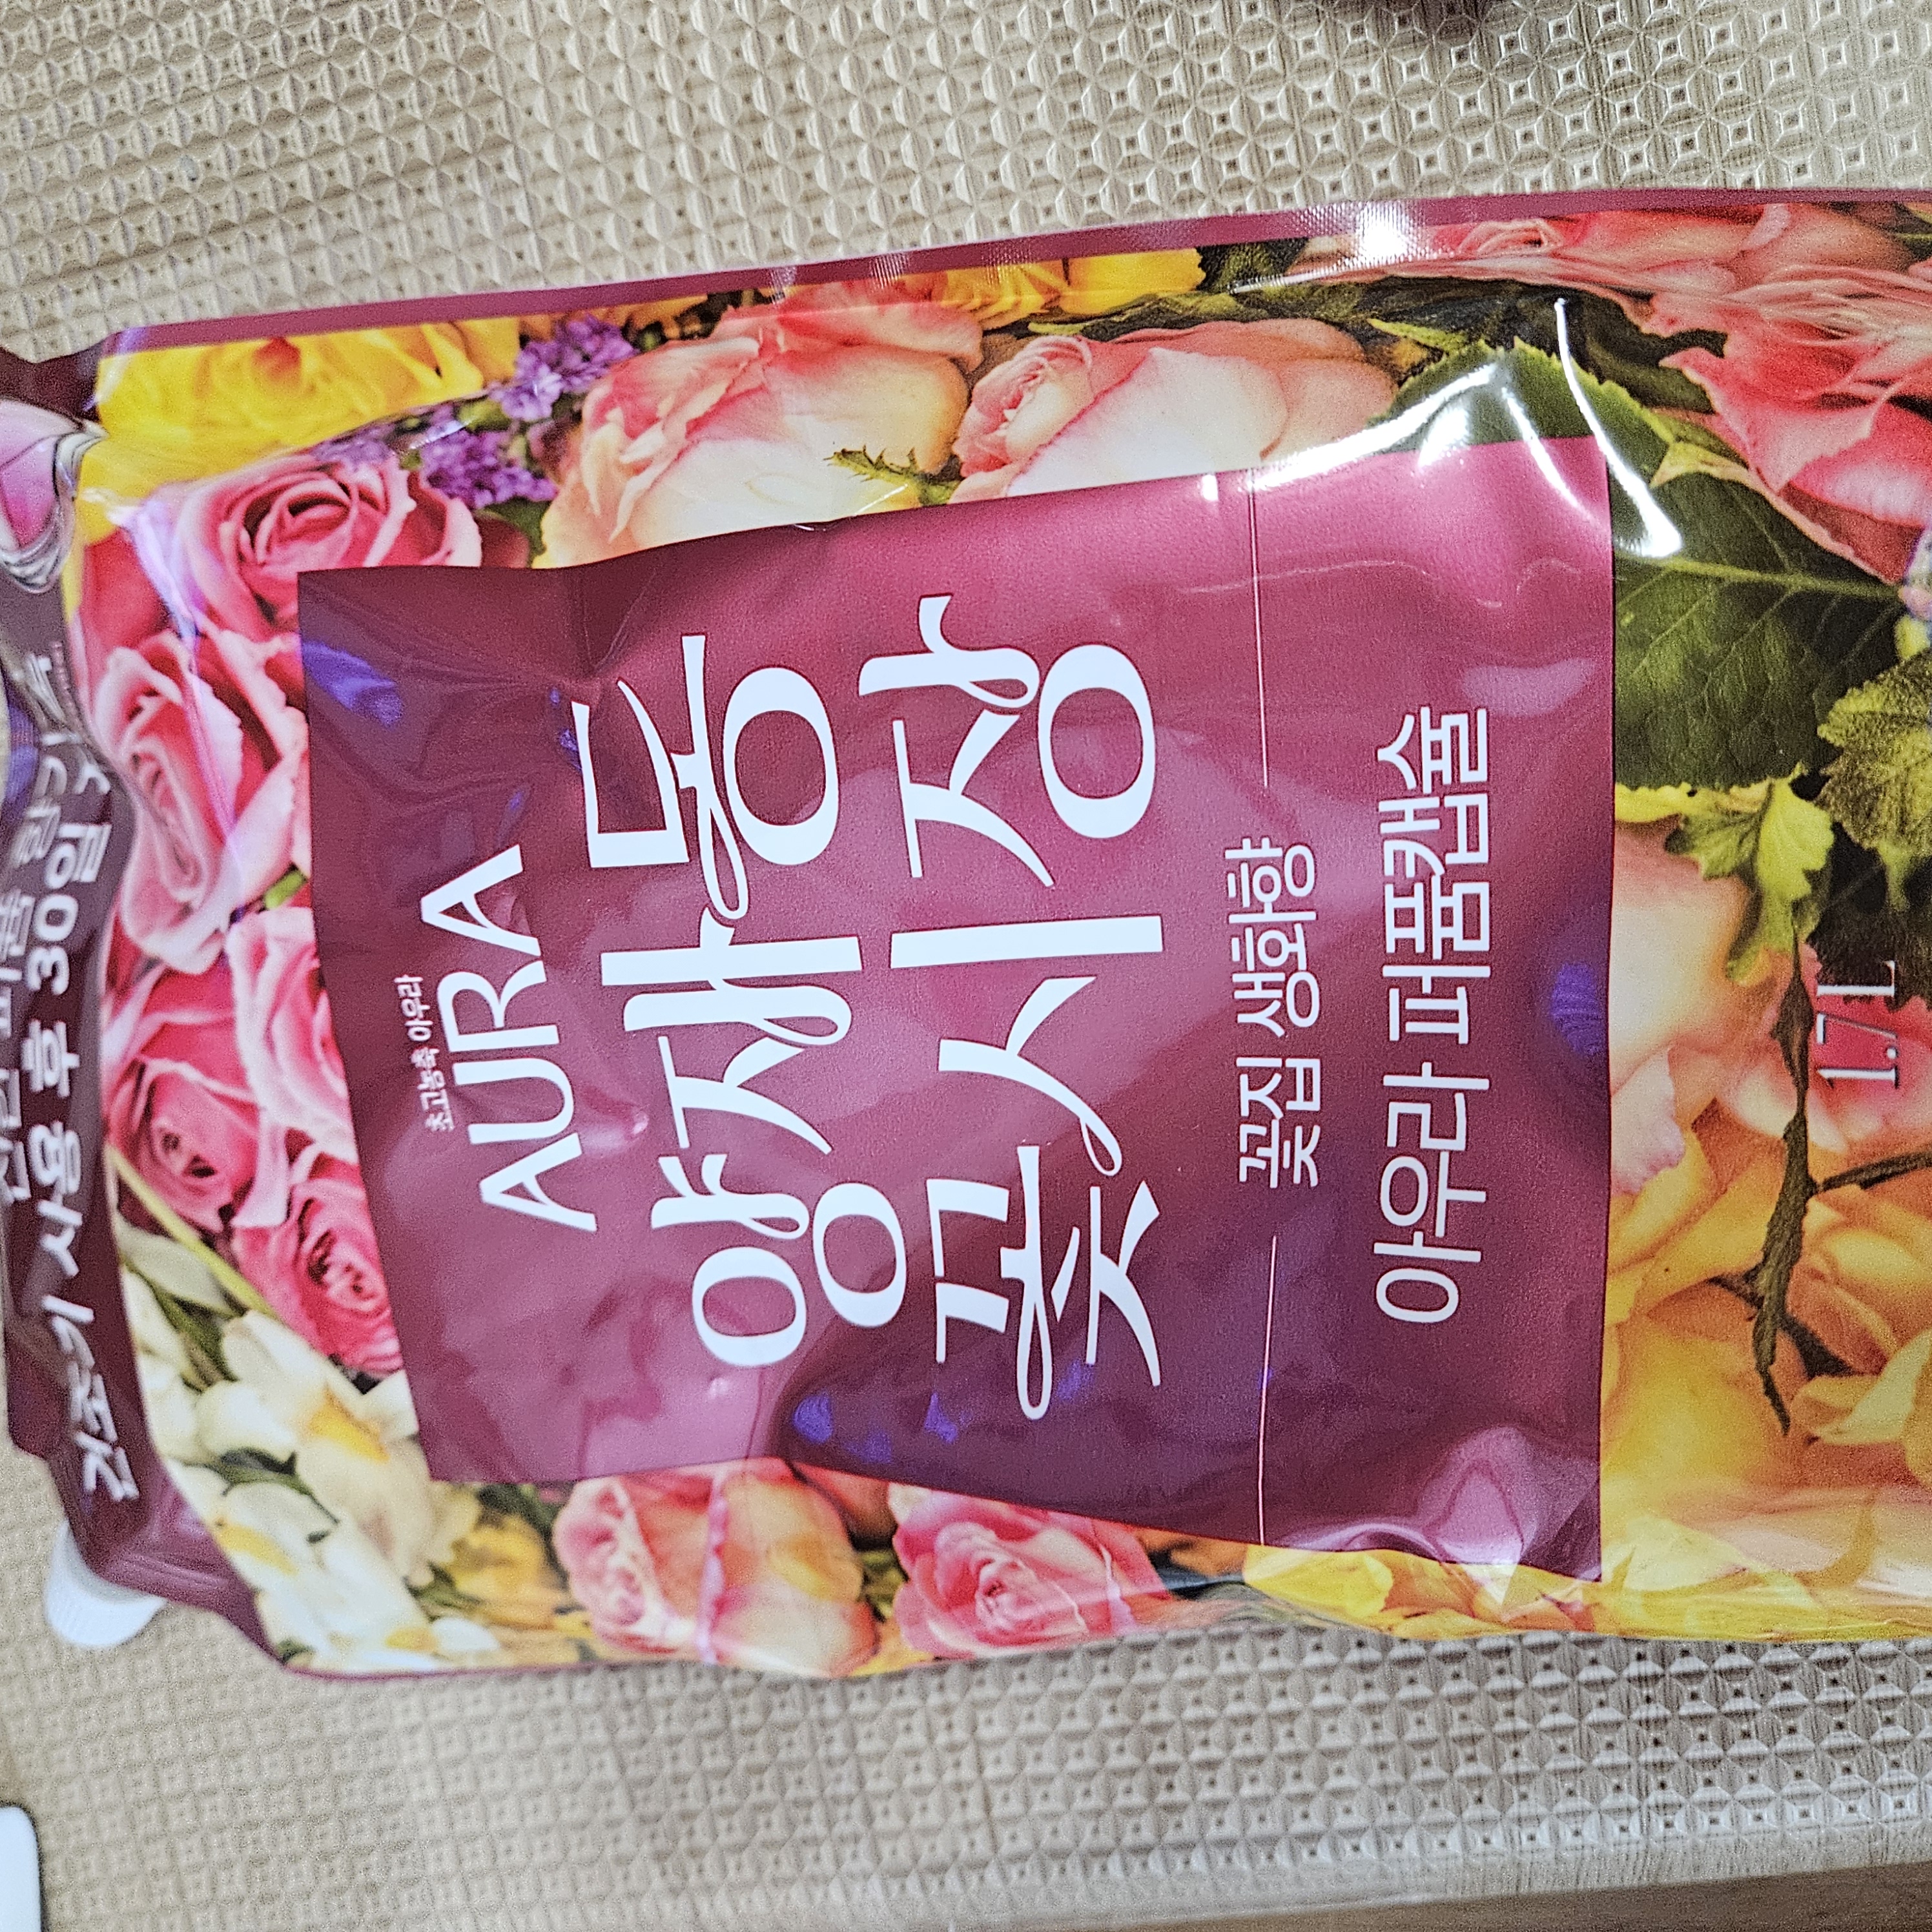 건조기 사용 후 30일
초고농축 아우라
AURA
양재동
꽃시장
꽃집 생화향
아우라 퍼퓸캡슐
1.7 L